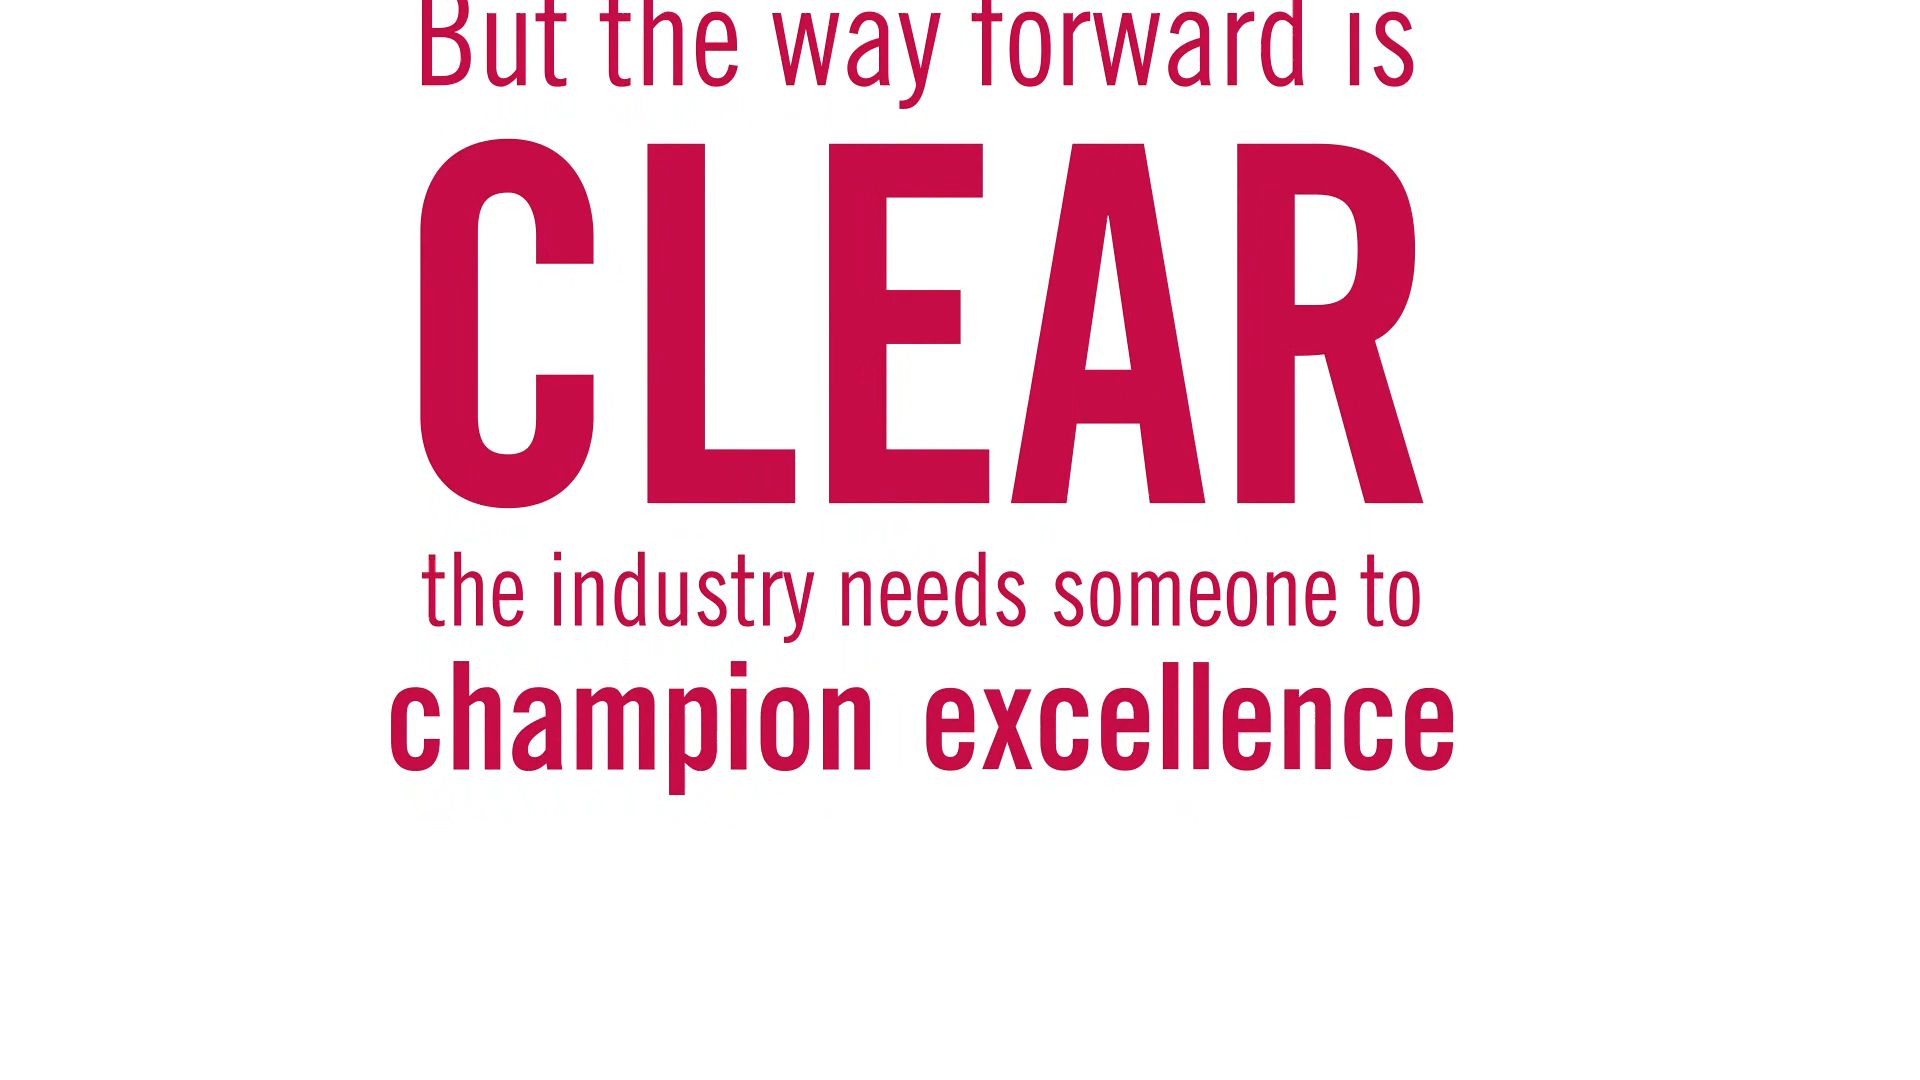 But the way forward is
CLEAR
the industry needs someone to
champion excellence